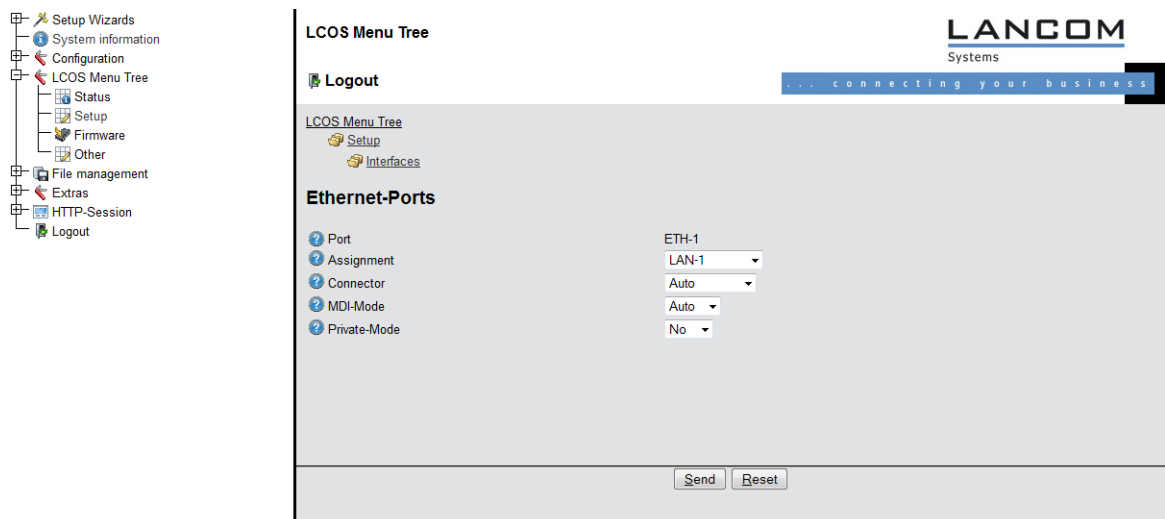 Setup Wizards
System information
Configuration
LCOS Menu Tree
Status
Setup
Firmware
Other
File management
Extras
HTTP-Session
Logout
LCOS Menu Tree
LANCOM
Systems
Logout
... connecting your business
LCOS Menu Tree
Setup
Interfaces
Ethernet-Ports
Port ETH-1
Assignment LAN-1
Connector Auto
MDI-Mode Auto
Private-Mode No
Send Reset